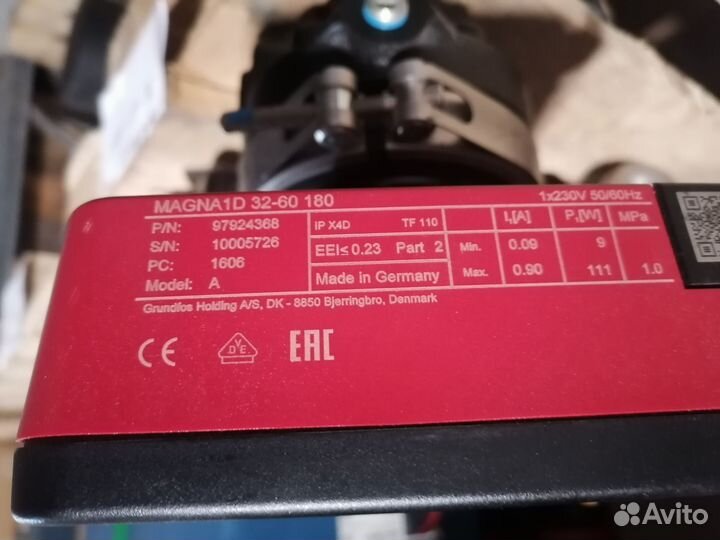 MAGNA1D 32-60 180
1x230V 50/60Hz
P/N: 97924368
S/N: 10005726
PC: 1606
Model: A
IP X4D TF 110
EEI≤ 0.23 Part 2
Made in Germany
I₁[A] P₁[W] MPa
Min. 0.09 9
Max. 0.90 111 1.0
Grundfos Holding A/S, DK - 8850 Bjerringbro, Denmark
CE
DVE
EAC
Avito